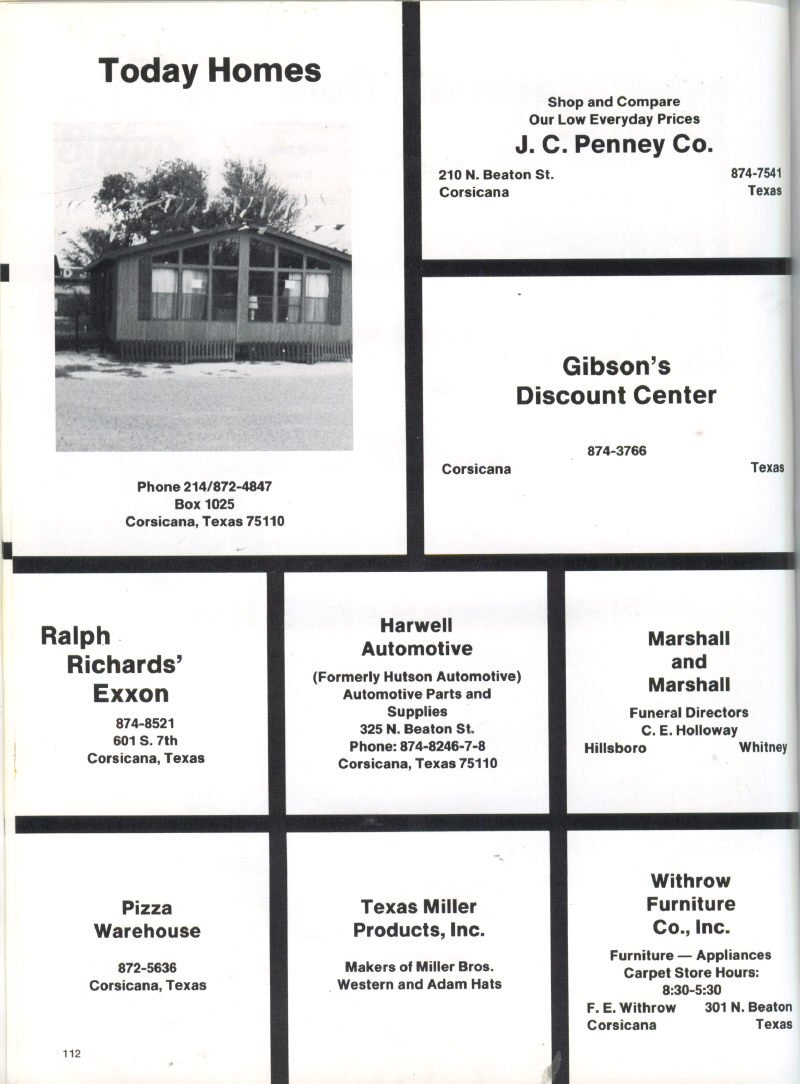 Today Homes
Phone 214/872-4847
Box 1025
Corsicana, Texas 75110
Shop and Compare
Our Low Everyday Prices
J. C. Penney Co.
210 N. Beaton St. 874-7541
Corsicana Texas
Gibson's
Discount Center
874-3766
Corsicana Texas
Ralph
Richards'
Exxon
874-8521
601 S. 7th
Corsicana, Texas
Harwell
Automotive
(Formerly Hutson Automotive)
Automotive Parts and
Supplies
325 N. Beaton St.
Phone: 874-8246-7-8
Corsicana, Texas 75110
Marshall
and
Marshall
Funeral Directors
C. E. Holloway
Hillsboro Whitney
Pizza
Warehouse
872-5636
Corsicana, Texas
Texas Miller
Products, Inc.
Makers of Miller Bros.
Western and Adam Hats
Withrow
Furniture
Co., Inc.
Furniture — Appliances
Carpet Store Hours:
8:30-5:30
F. E. Withrow 301 N. Beaton
Corsicana Texas
112